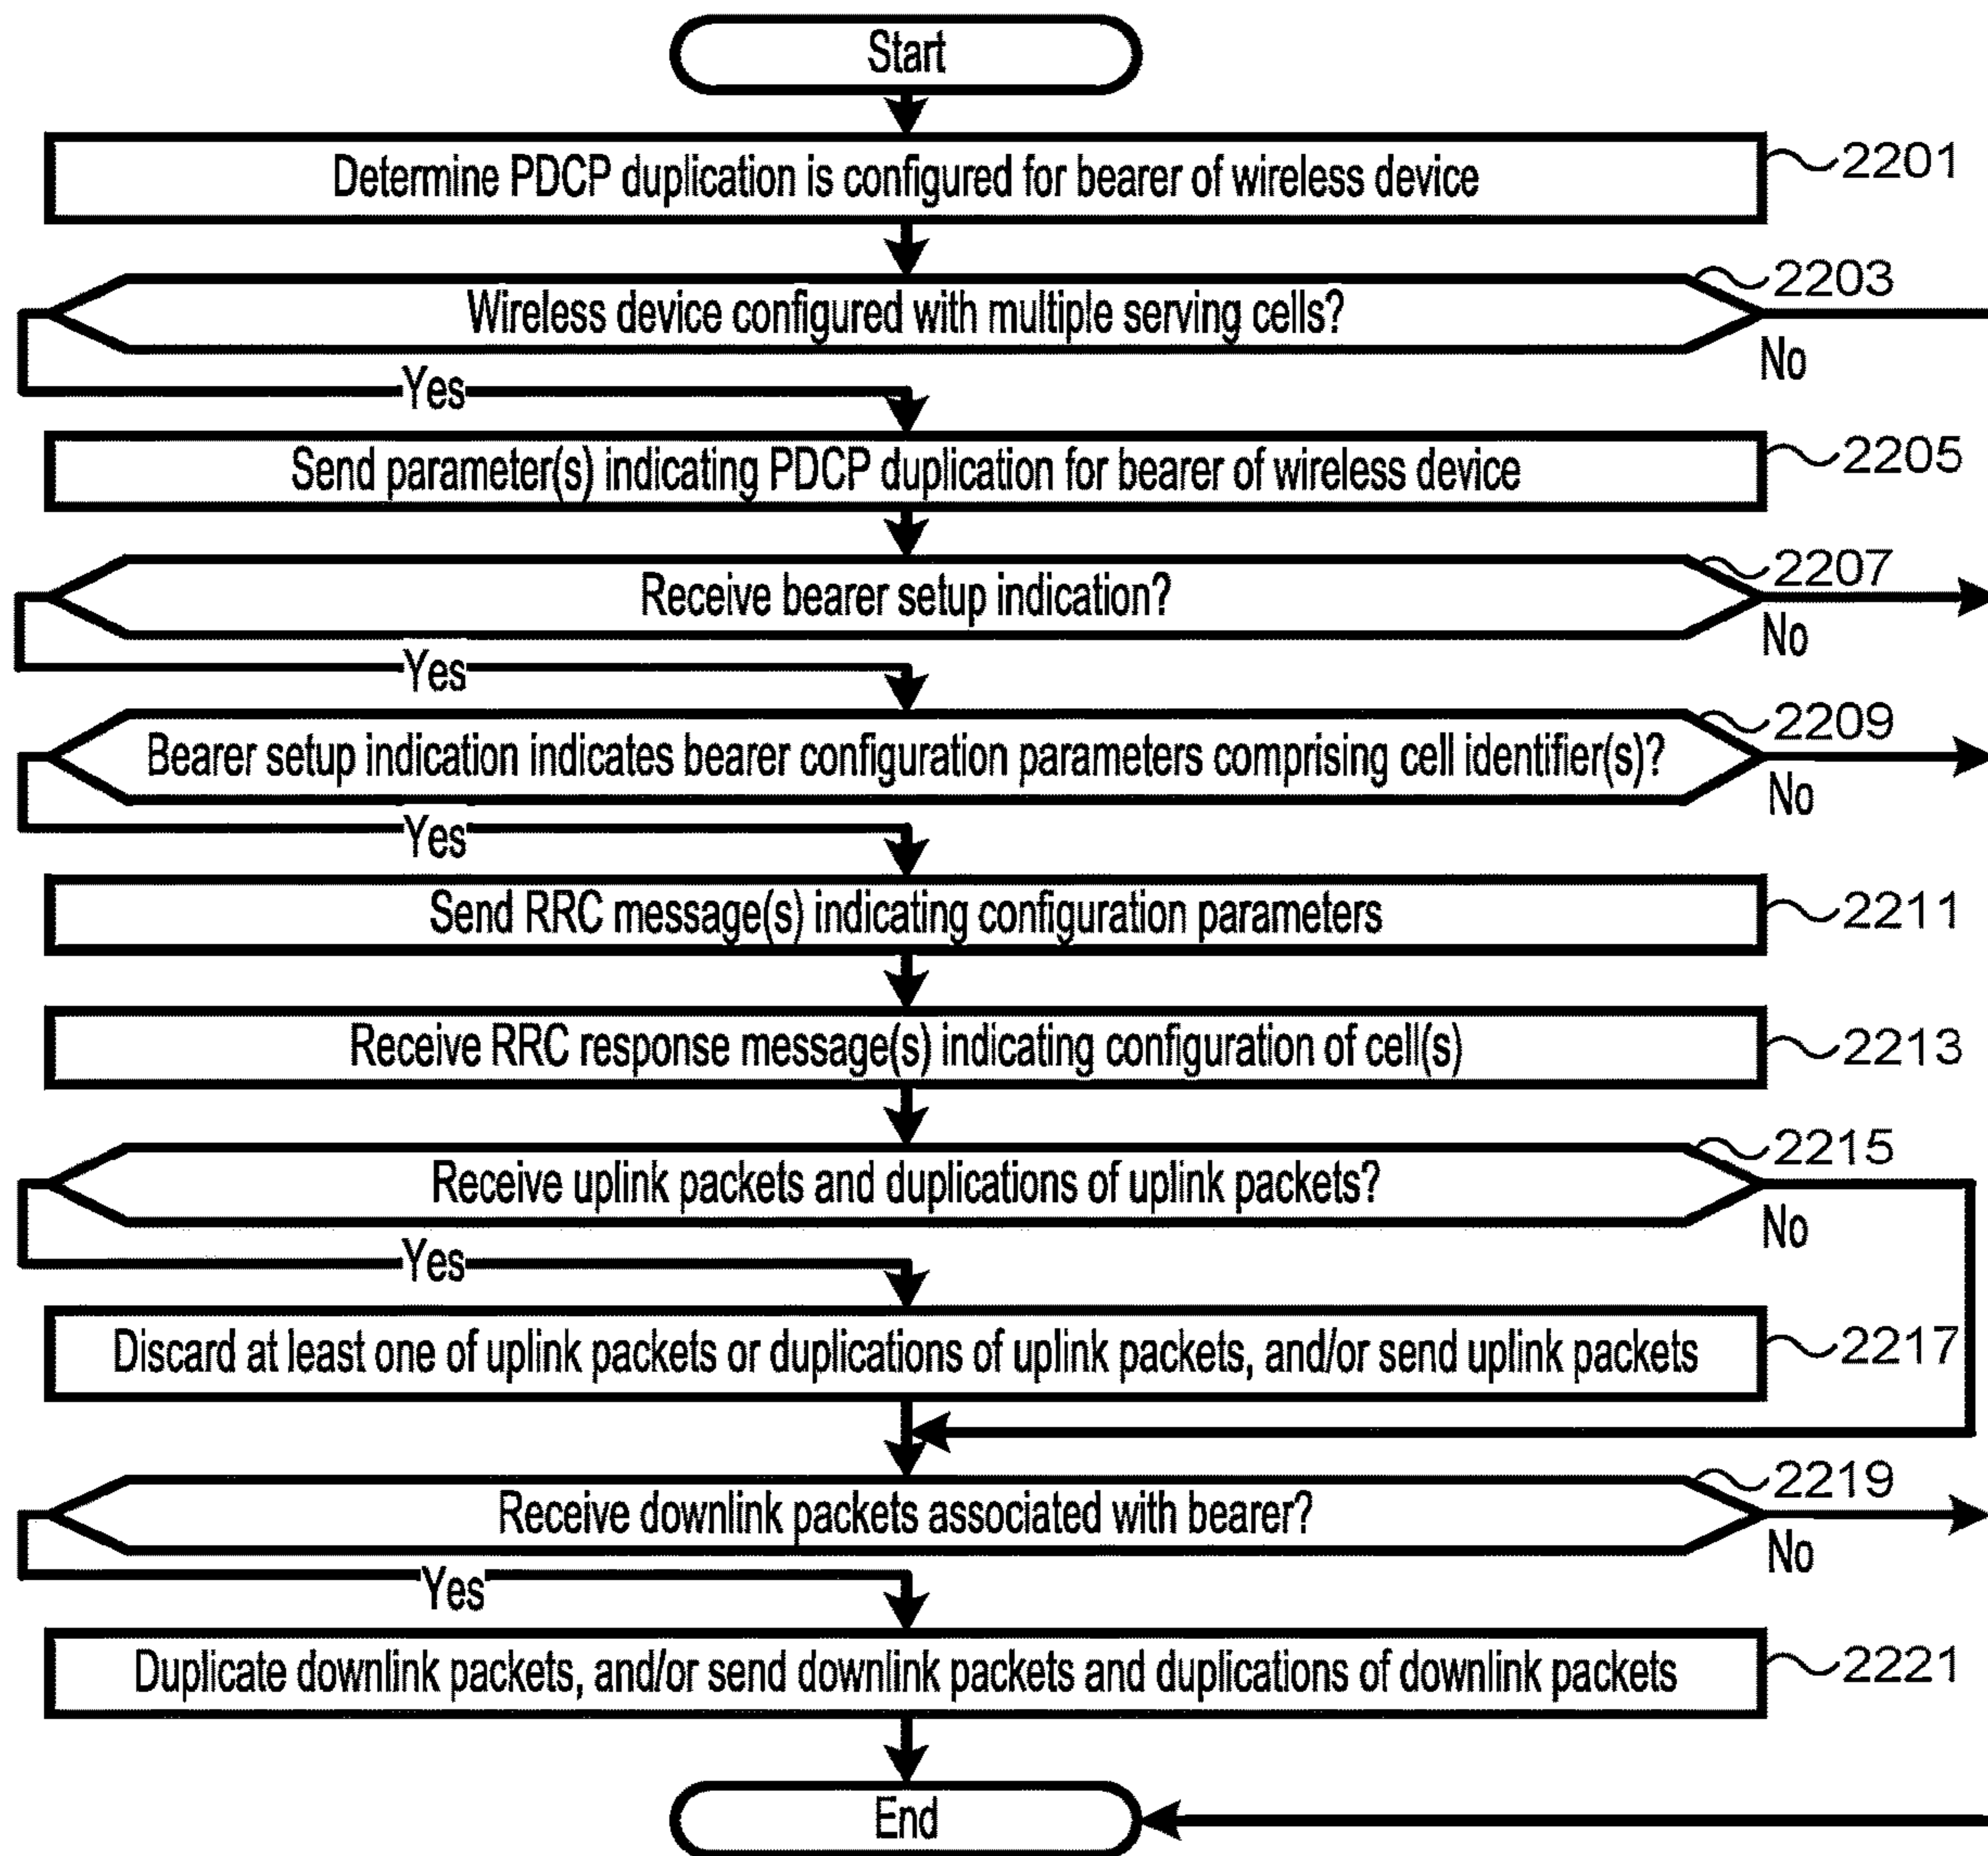 Start
Determine PDCP duplication is configured for bearer of wireless device
2201
Wireless device configured with multiple serving cells?
2203
No
Yes
Send parameter(s) indicating PDCP duplication for bearer of wireless device
2205
Receive bearer setup indication?
2207
No
Yes
Bearer setup indication indicates bearer configuration parameters comprising cell identifier(s)?
2209
No
Yes
Send RRC message(s) indicating configuration parameters
2211
Receive RRC response message(s) indicating configuration of cell(s)
2213
Receive uplink packets and duplications of uplink packets?
2215
No
Yes
Discard at least one of uplink packets or duplications of uplink packets, and/or send uplink packets
2217
Receive downlink packets associated with bearer?
2219
No
Yes
Duplicate downlink packets, and/or send downlink packets and duplications of downlink packets
2221
End